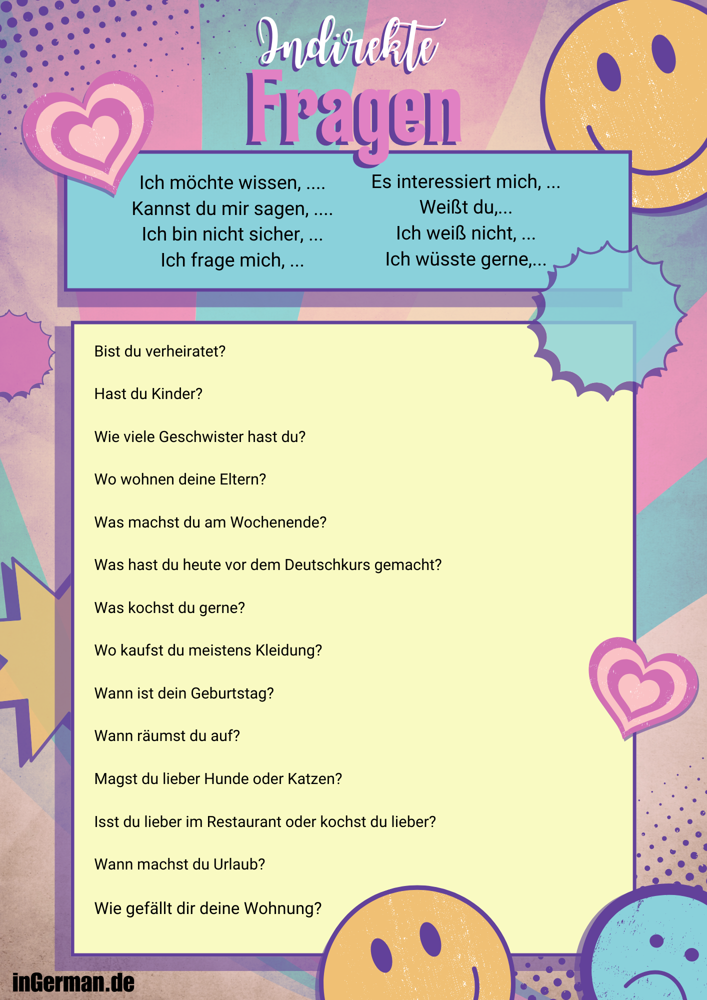 Indirekte
Fragen
Ich möchte wissen, ....
Kannst du mir sagen, ....
Ich bin nicht sicher, ...
Ich frage mich, ...
Es interessiert mich, ...
Weißt du,...
Ich weiß nicht, ...
Ich wüsste gerne,...
Bist du verheiratet?
Hast du Kinder?
Wie viele Geschwister hast du?
Wo wohnen deine Eltern?
Was machst du am Wochenende?
Was hast du heute vor dem Deutschkurs gemacht?
Was kochst du gerne?
Wo kaufst du meistens Kleidung?
Wann ist dein Geburtstag?
Wann räumst du auf?
Magst du lieber Hunde oder Katzen?
Isst du lieber im Restaurant oder kochst du lieber?
Wann machst du Urlaub?
Wie gefällt dir deine Wohnung?
inGerman.de